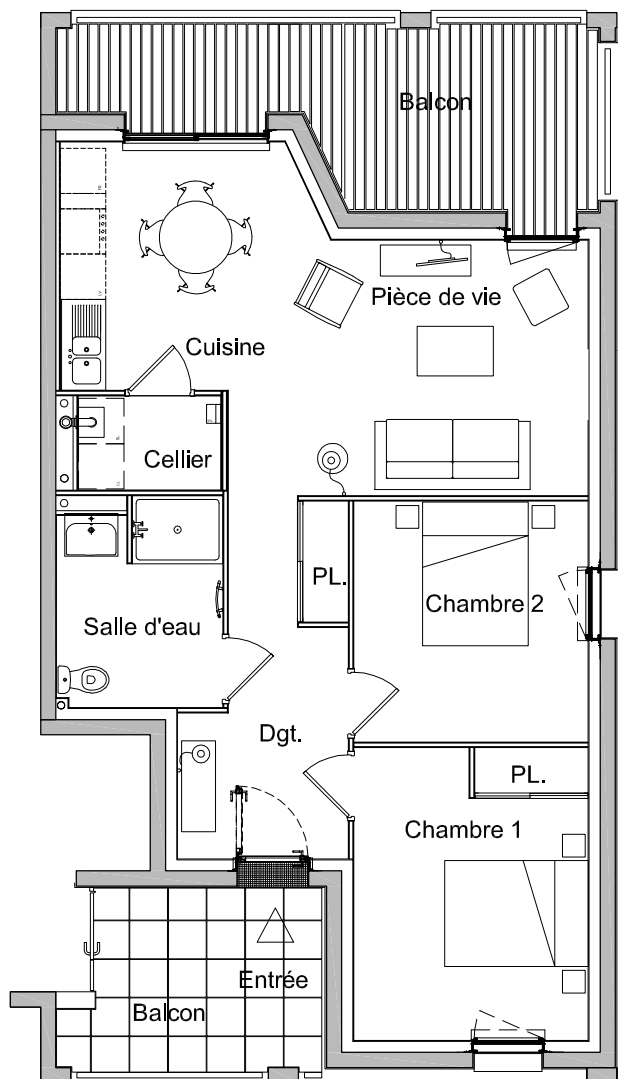 Balcon
Pièce de vie
Cuisine
Cellier
PL.
Chambre 2
Salle d'eau
Dgt.
PL.
Chambre 1
Entrée
Balcon